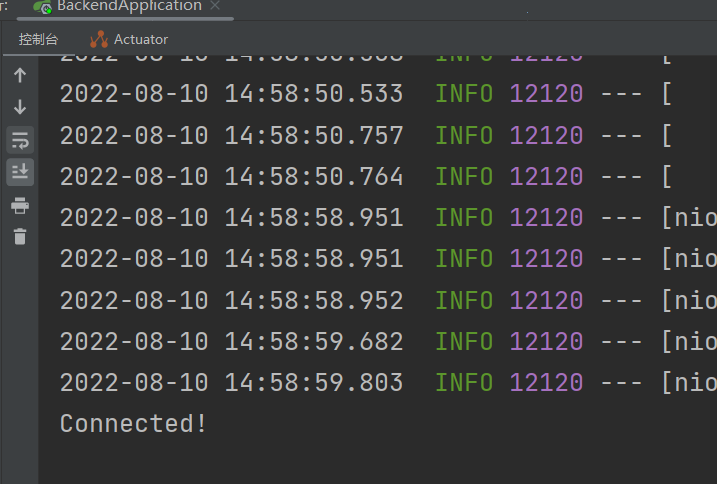 BackendApplication
控制台 Actuator
2022-08-10 14:58:50.533 INFO 12120 --- [
2022-08-10 14:58:50.757 INFO 12120 --- [
2022-08-10 14:58:50.764 INFO 12120 --- [
2022-08-10 14:58:58.951 INFO 12120 --- [nio
2022-08-10 14:58:58.951 INFO 12120 --- [nio
2022-08-10 14:58:58.952 INFO 12120 --- [nio
2022-08-10 14:58:59.682 INFO 12120 --- [nio
2022-08-10 14:58:59.803 INFO 12120 --- [nio
Connected!